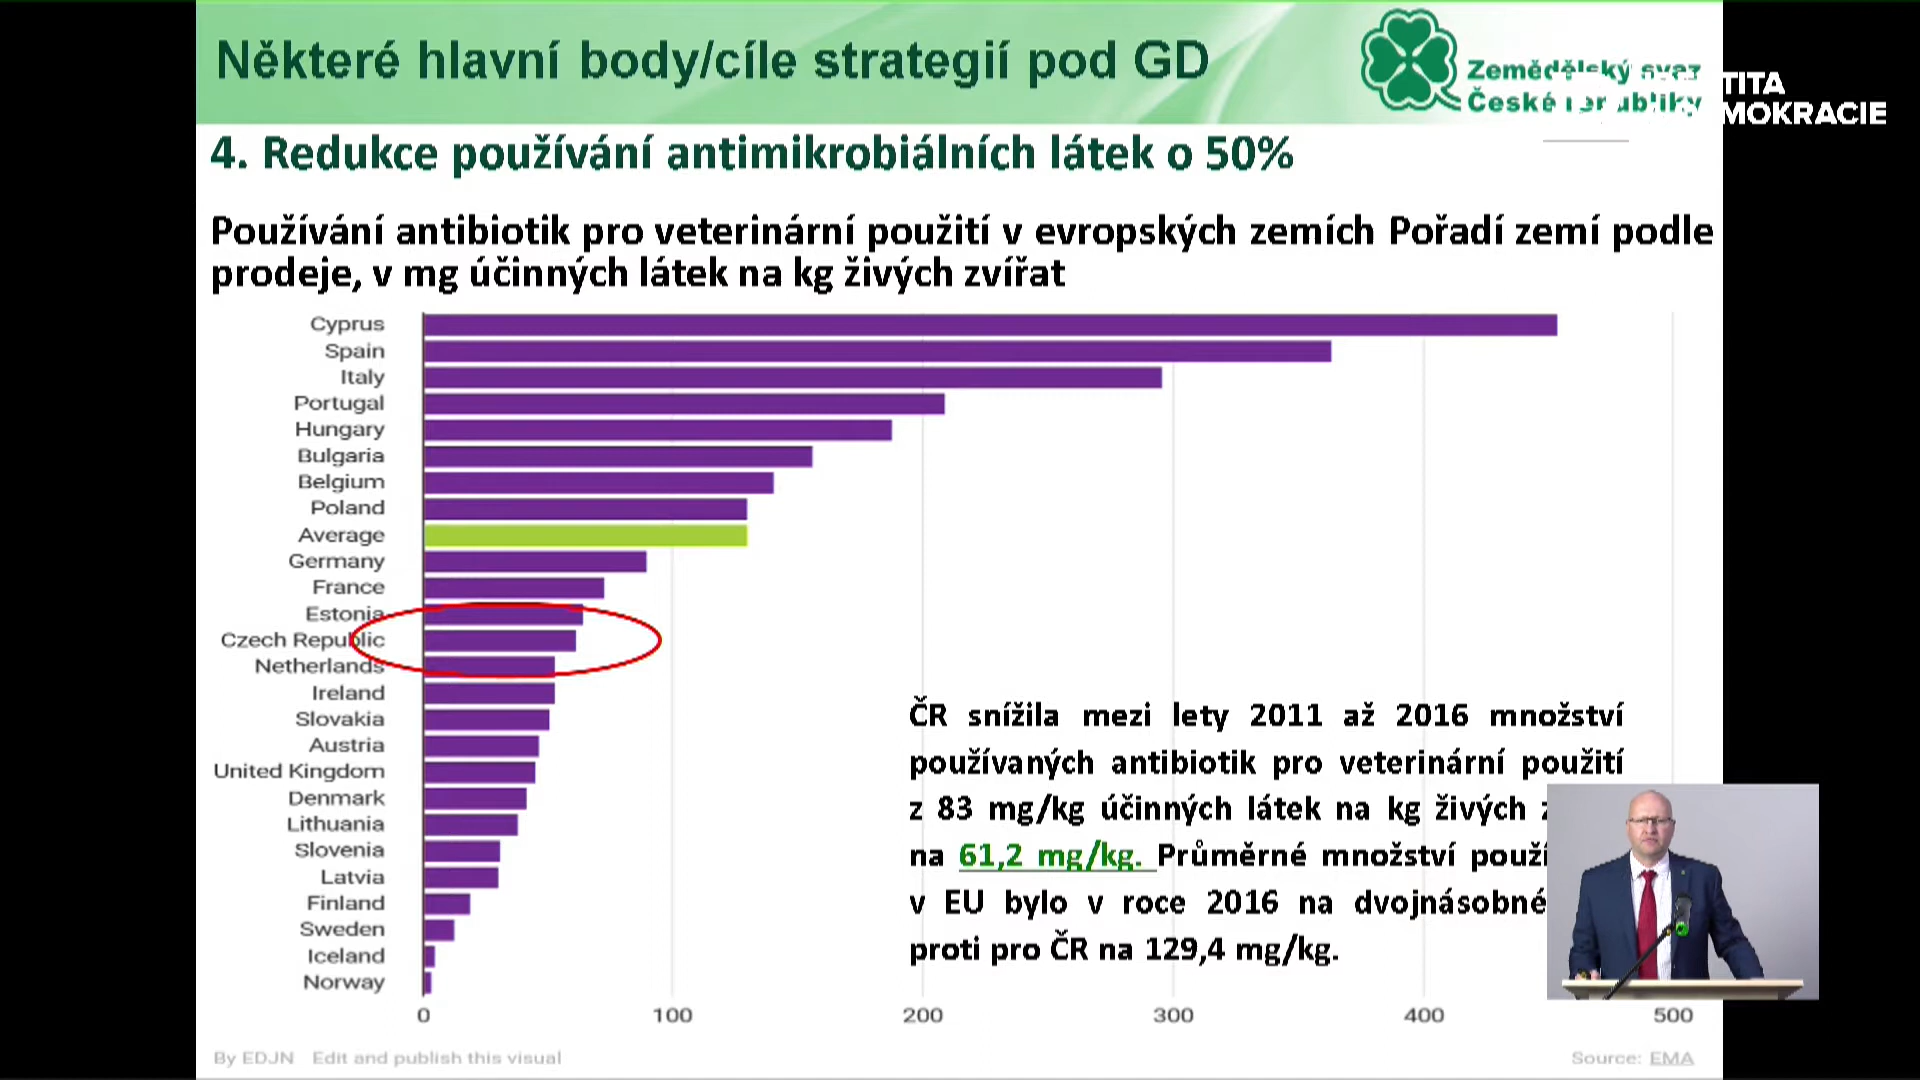 Některé hlavní body/cíle strategií pod GD
Zemědělský svaz
České republiky
TITA
MOKRACIE
4. Redukce používání antimikrobiálních látek o 50%
Používání antibiotik pro veterinární použití v evropských zemích Pořadí zemí podle
prodeje, v mg účinných látek na kg živých zvířat
Cyprus
Spain
Italy
Portugal
Hungary
Bulgaria
Belgium
Poland
Average
Germany
France
Estonia
Czech Republic
Netherlands
Ireland
Slovakia
Austria
United Kingdom
Denmark
Lithuania
Slovenia
Latvia
Finland
Sweden
Iceland
Norway
ČR snížila mezi lety 2011 až 2016 množství
používaných antibiotik pro veterinární použití
z 83 mg/kg účinných látek na kg živých
na 61,2 mg/kg. Průměrné množství použí
v EU bylo v roce 2016 na dvojnásobné
proti pro ČR na 129,4 mg/kg.
0 100 200 300 400 500
By EDJN Edit and publish this visual
Source: EMA